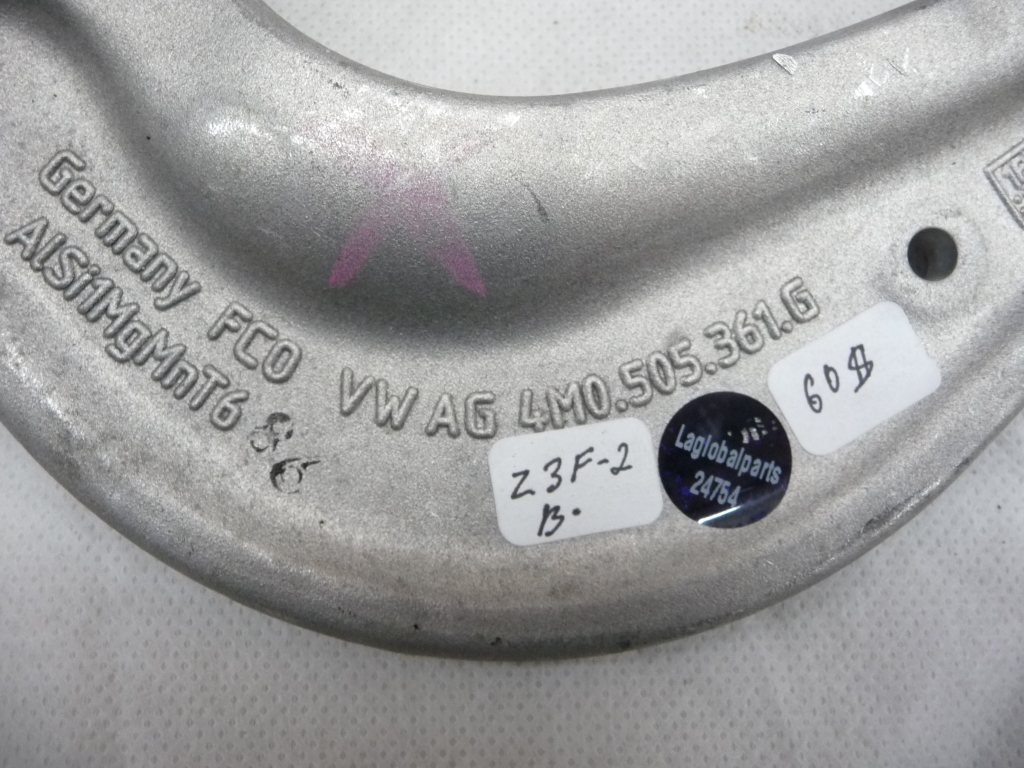 Germany FCO
AlSi1MgMnT6
VW AG 4M0.505.361.G
Z3F-2
B.
Laglobalparts
24754
60$